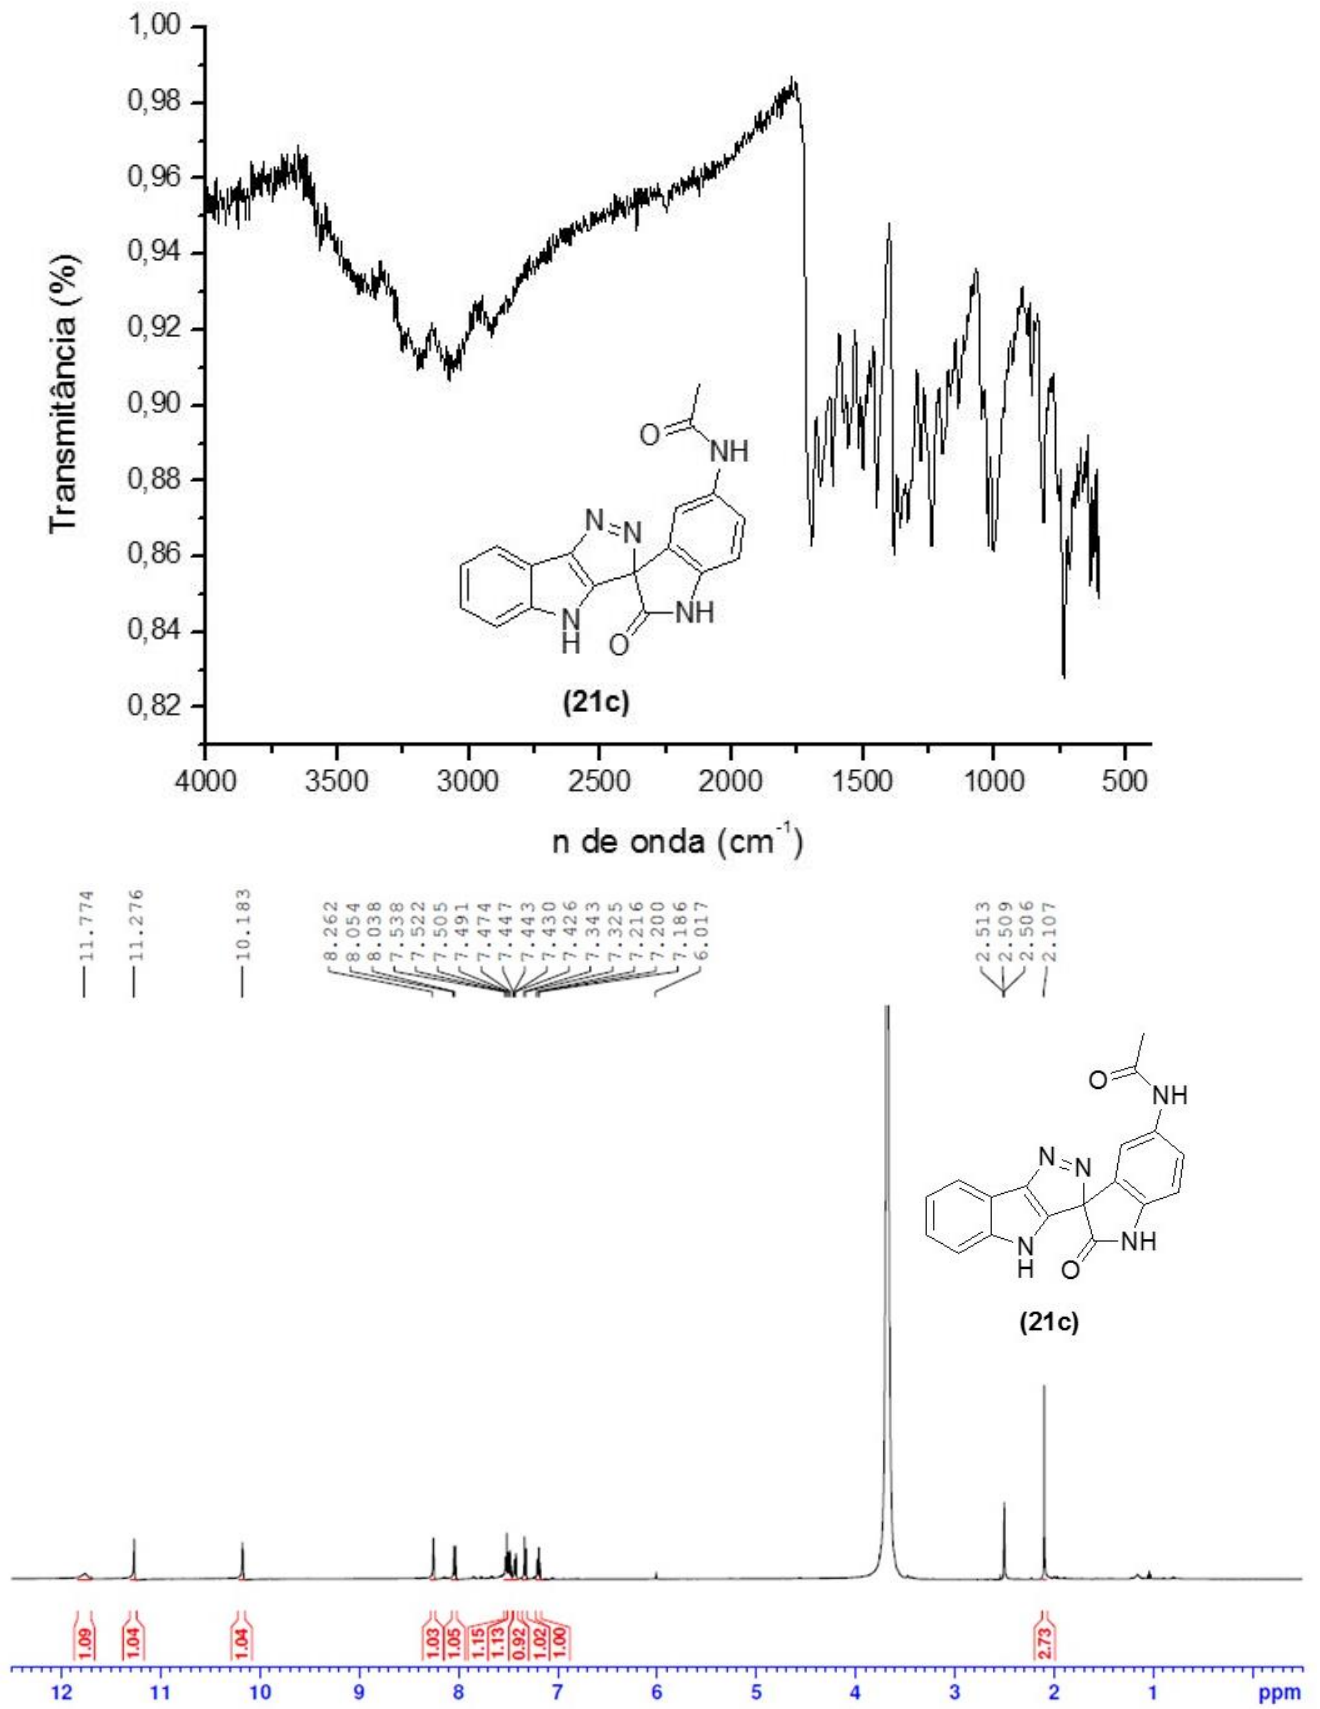 1,00
0,98
0,96
0,94
0,92
0,90
0,88
0,86
0,84
0,82
Transmitância (%)
O
NH
N
N
N
H
O
NH
(21c)
4000 3500 3000 2500 2000 1500 1000 500
n de onda (cm-1)
11.774
11.276
10.183
8.262
8.054
8.038
7.538
7.522
7.505
7.491
7.474
7.447
7.443
7.430
7.426
7.343
7.325
7.216
7.200
7.186
6.017
2.513
2.509
2.506
2.107
O
NH
N
N
N
H
O
NH
(21c)
1.09
1.04
1.04
1.03
1.05
1.15
1.13
0.92
1.02
1.00
2.73
12 11 10 9 8 7 6 5 4 3 2 1 ppm